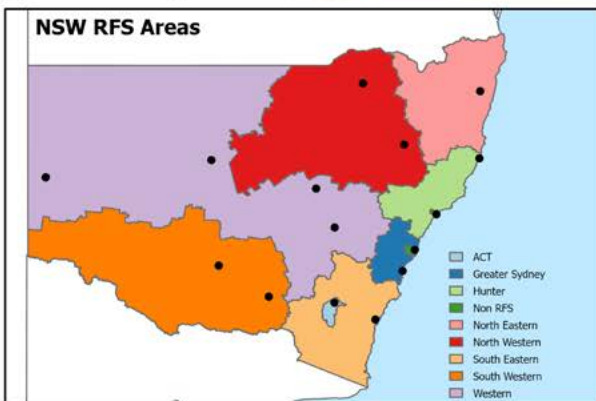 NSW RFS Areas
ACT
Greater Sydney
Hunter
Non RFS
North Eastern
North Western
South Eastern
South Western
Western